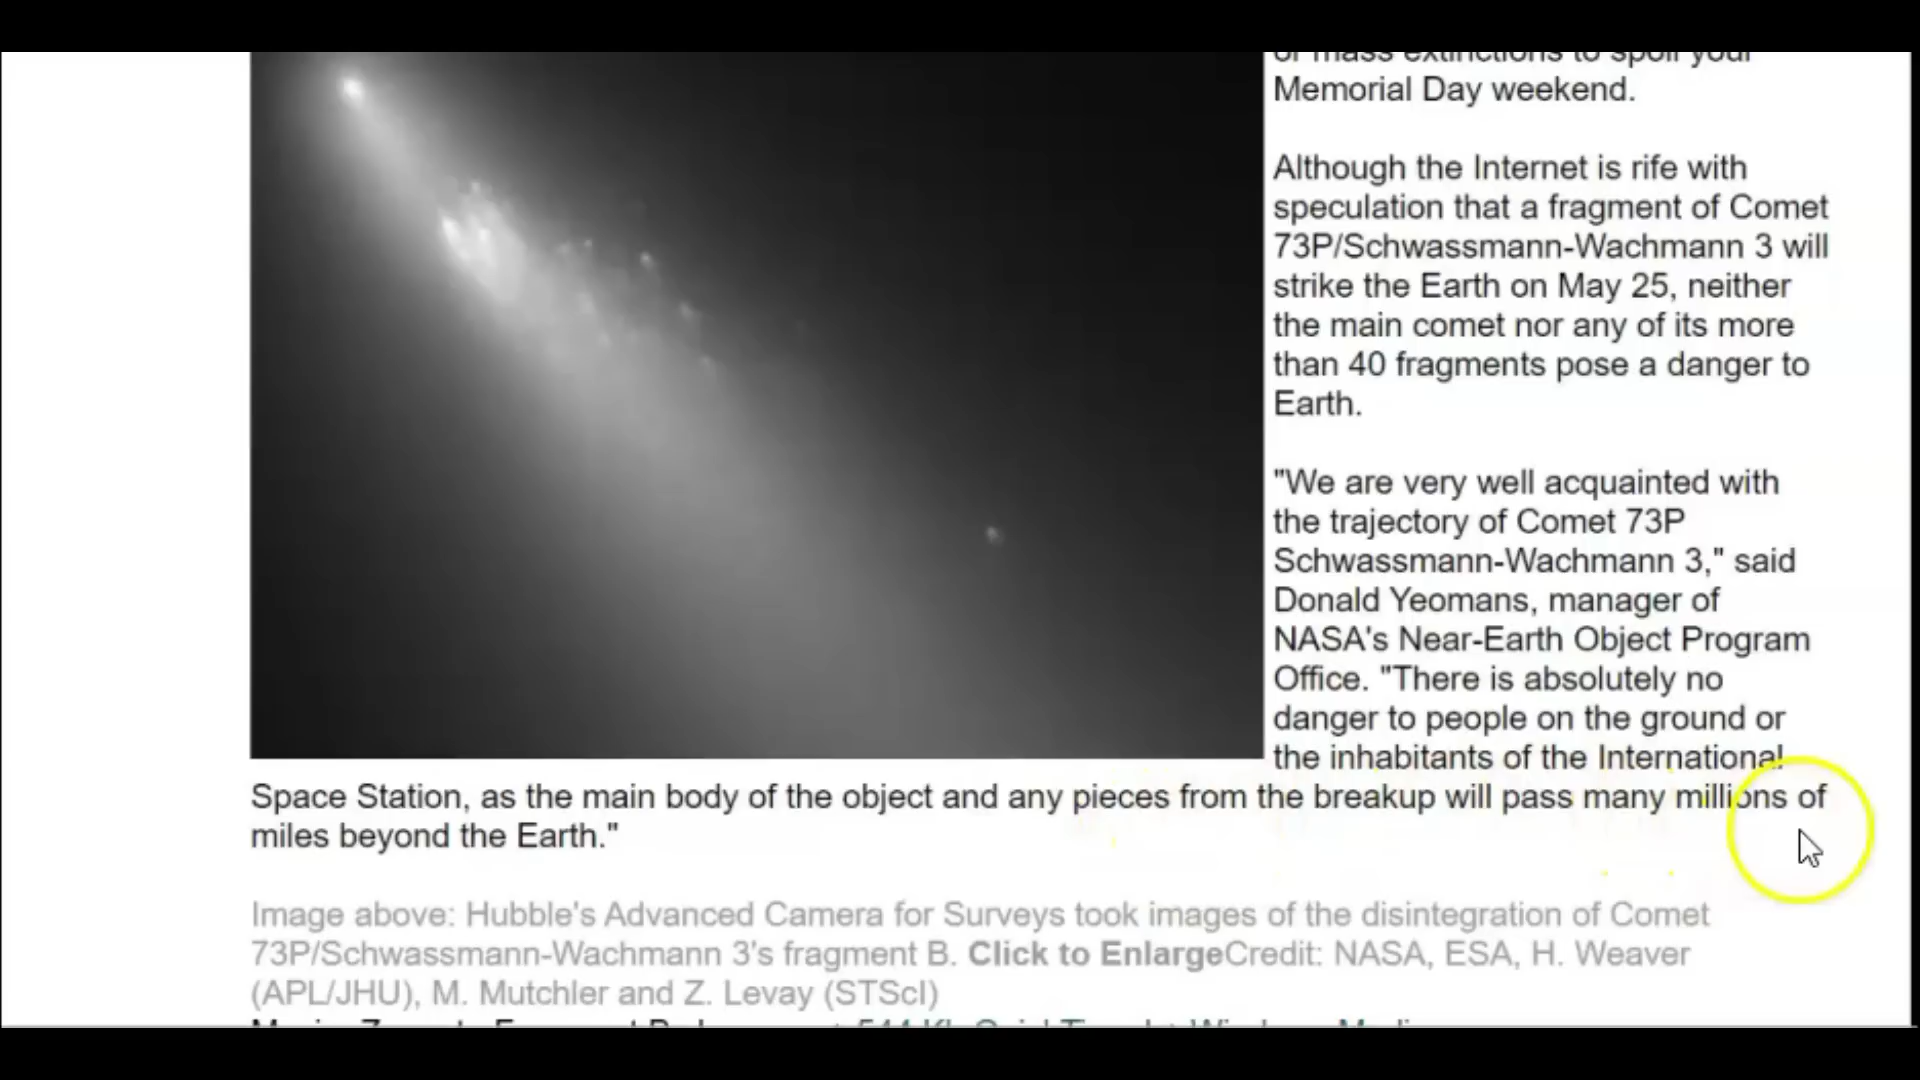 or mass extinctions to spoil your
Memorial Day weekend.
Although the Internet is rife with
speculation that a fragment of Comet
73P/Schwassmann-Wachmann 3 will
strike the Earth on May 25, neither
the main comet nor any of its more
than 40 fragments pose a danger to
Earth.
"We are very well acquainted with
the trajectory of Comet 73P
Schwassmann-Wachmann 3," said
Donald Yeomans, manager of
NASA's Near-Earth Object Program
Office. "There is absolutely no
danger to people on the ground or
the inhabitants of the International
Space Station, as the main body of the object and any pieces from the breakup will pass many millions of
miles beyond the Earth."
Image above: Hubble's Advanced Camera for Surveys took images of the disintegration of Comet
73P/Schwassmann-Wachmann 3's fragment B. Click to EnlargeCredit: NASA, ESA, H. Weaver
(APL/JHU), M. Mutchler and Z. Levay (STScI)